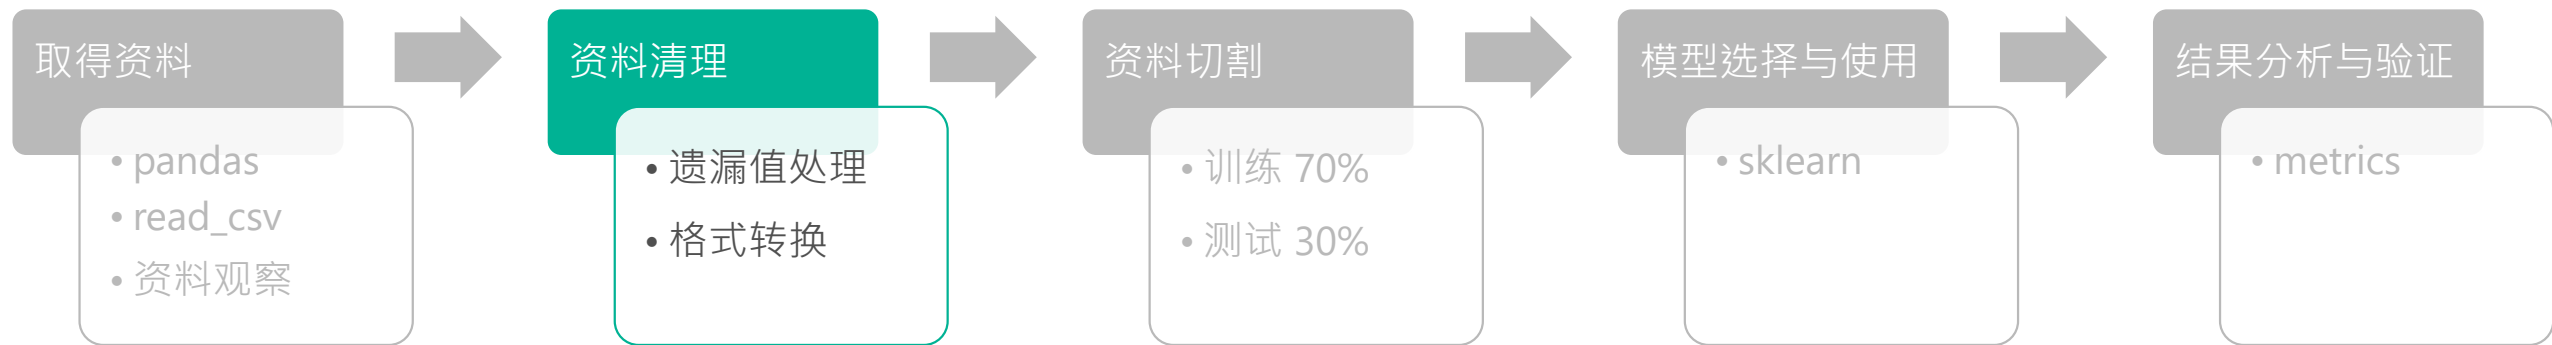 取得资料
• pandas
• read_csv
• 资料观察
资料清理
• 遗漏值处理
• 格式转换
资料切割
• 训练 70%
• 测试 30%
模型选择与使用
• sklearn
结果分析与验证
• metrics